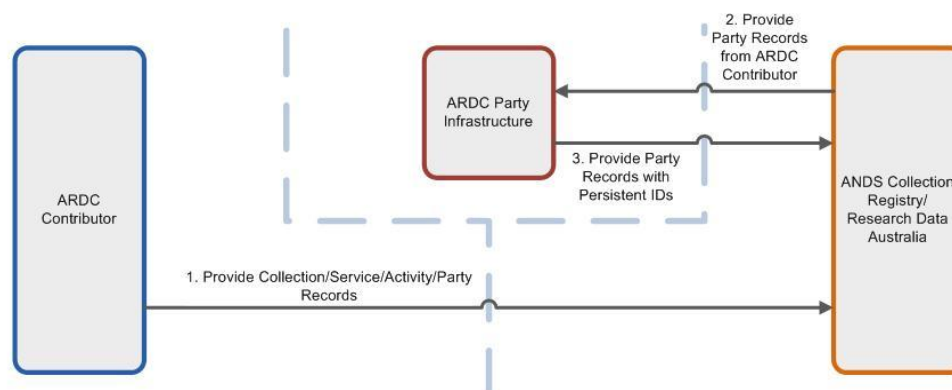 2. Provide
Party Records
from ARDC
Contributor
ARDC Party
Infrastructure
3. Provide Party
Records with
Persistent IDs
ARDC
Contributor
ANDS Collection
Registry/
Research Data
Australia
1. Provide Collection/Service/Activity/Party
Records